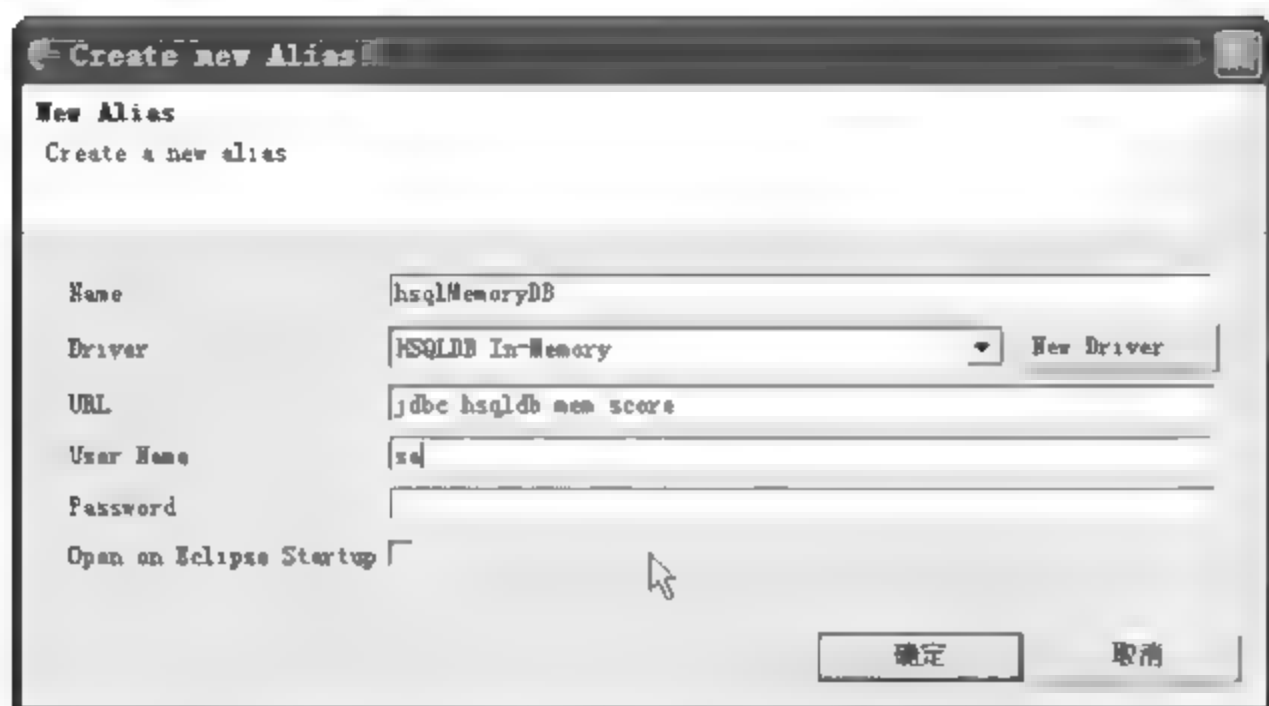 Create new Alias
New Alias
Create a new alias
Name hsqlMemoryDB
Driver HSQLDB In-Memory New Driver
URL jdbc hsqldb mem score
User Name sa
Password
Open on Eclipse Startup
确定 取消